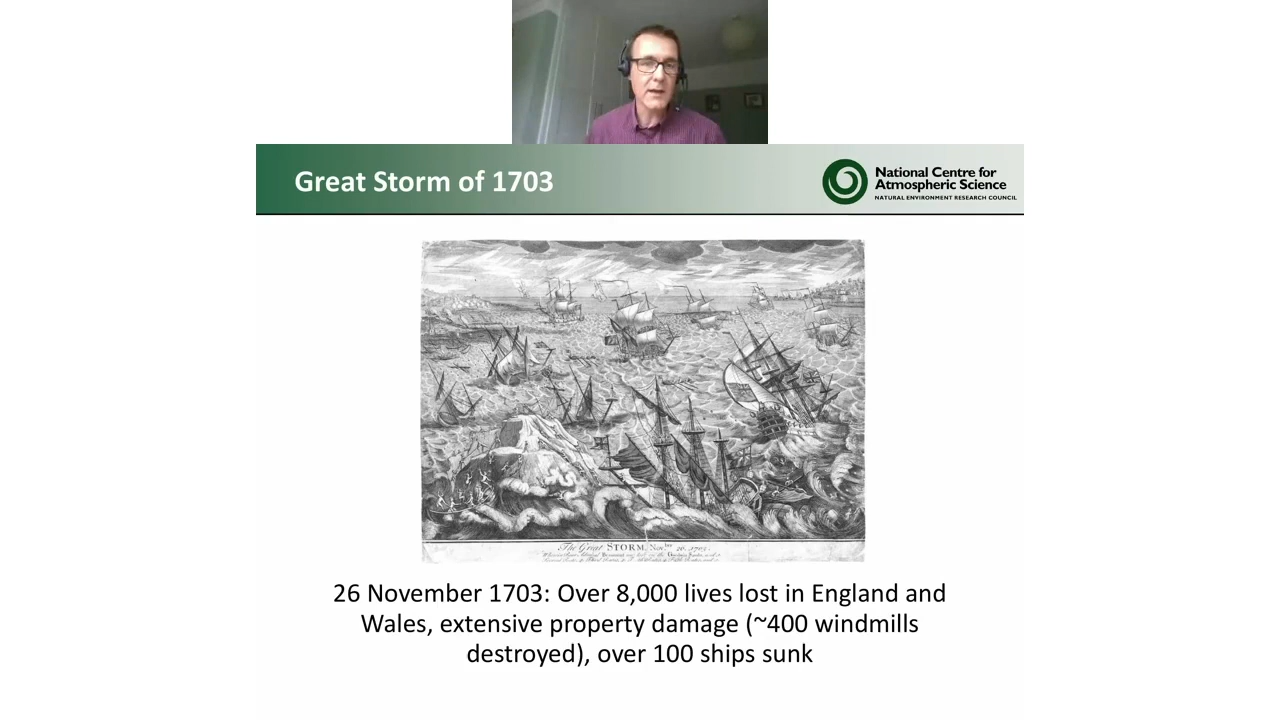 Great Storm of 1703
National Centre for
Atmospheric Science
NATURAL ENVIRONMENT RESEARCH COUNCIL
The Great STORM, Nov.
26 November 1703: Over 8,000 lives lost in England and
Wales, extensive property damage (~400 windmills
destroyed), over 100 ships sunk